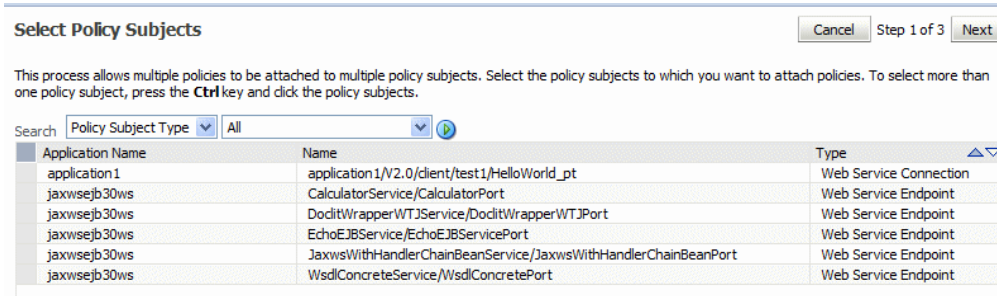 Select Policy Subjects
Cancel Step 1 of 3 Next
This process allows multiple policies to be attached to multiple policy subjects. Select the policy subjects to which you want to attach policies. To select more than
one policy subject, press the Ctrl key and click the policy subjects.
Search Policy Subject Type All
Application Name Name Type
application1 application1/V2.0/client/test1/HelloWorld_pt Web Service Connection
jaxwsejb30ws CalculatorService/CalculatorPort Web Service Endpoint
jaxwsejb30ws DoclitWrapperWTJService/DoclitWrapperWTJPort Web Service Endpoint
jaxwsejb30ws EchoEJBService/EchoEJBServicePort Web Service Endpoint
jaxwsejb30ws JaxwsWithHandlerChainBeanService/JaxwsWithHandlerChainBeanPort Web Service Endpoint
jaxwsejb30ws WsdlConcreteService/WsdlConcretePort Web Service Endpoint